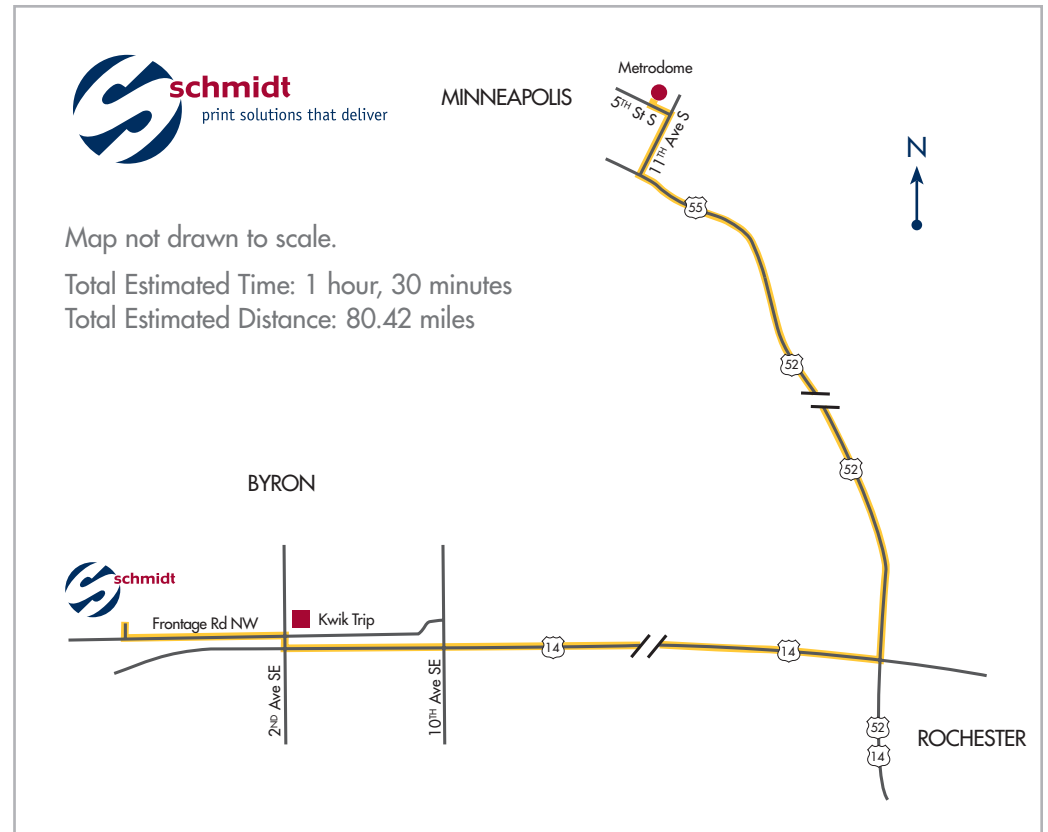 schmidt
print solutions that deliver
MINNEAPOLIS
Metrodome
5TH St S
11TH Ave S
N
55
Map not drawn to scale.
Total Estimated Time: 1 hour, 30 minutes
Total Estimated Distance: 80.42 miles
52
52
BYRON
schmidt
Frontage Rd NW
Kwik Trip
14
14
2ND Ave SE
10TH Ave SE
52
14
ROCHESTER